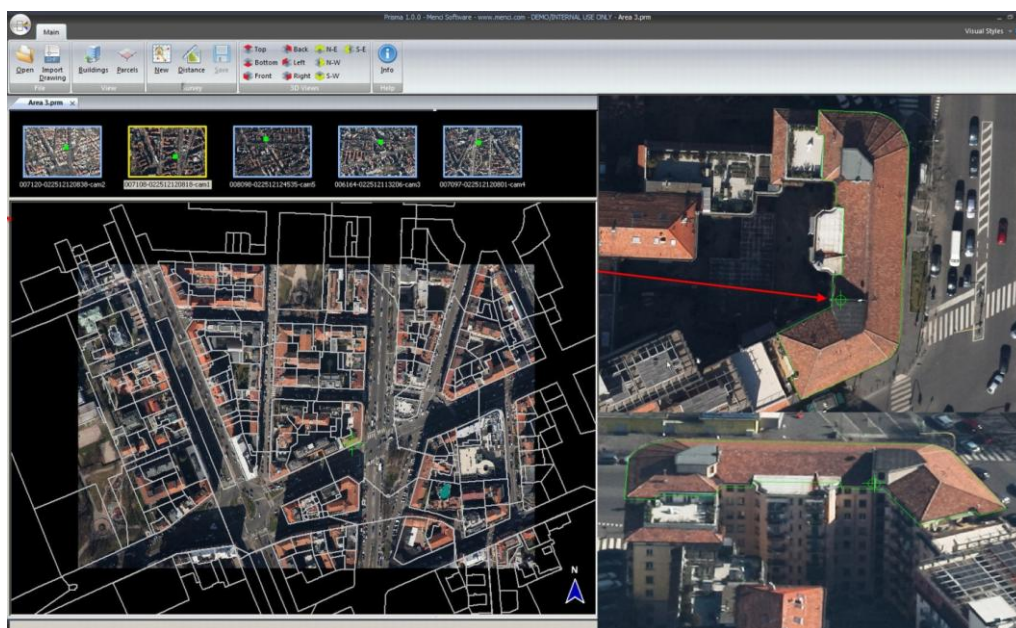 Prisma 1.0.0 - Menci Software - www.menci.com - DEMO/INTERNAL USE ONLY - Area 3.prm
Main
Visual Styles
Open
Import Drawing
File
Buildings
Parcels
View
New
Distance
Save
Survey
Top
Back
N-E
S-E
Bottom
Left
N-W
Front
Right
S-W
3D Views
Info
Help
Area 3.prm
007120-022512120838-cam2
007108-022512120818-cam1
008098-022512124535-cam5
006164-022512113206-cam3
007097-022512120801-cam4
N